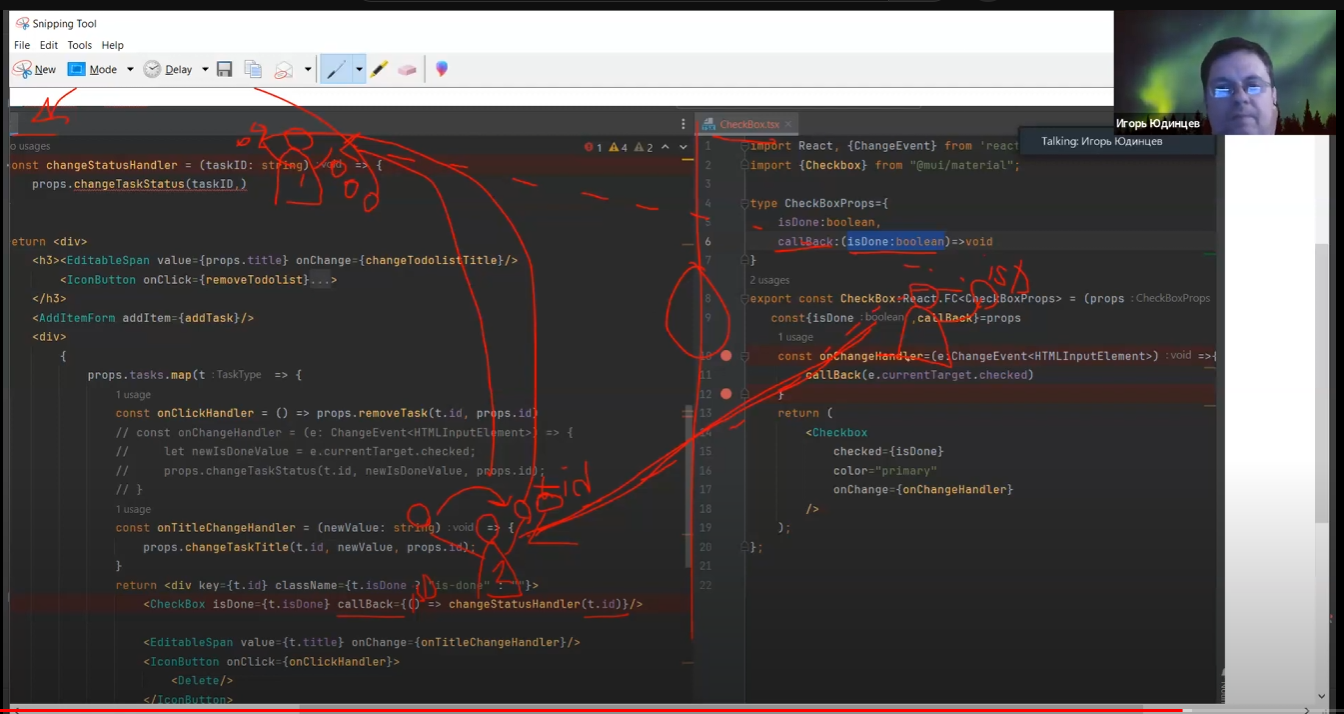 Snipping Tool
File Edit Tools Help
New Mode Delay
Игорь Юдинцев
Talking: Игорь Юдинцев
o usages
1 4 2
onst changeStatusHandler = (taskID: string) : void => {
props.changeTaskStatus(taskID,)
eturn <div>
<h3><EditableSpan value={props.title} onChange={changeTodolistTitle}/>
<IconButton onClick={removeTodolist}...>
</h3>
<AddItemForm addItem={addTask}/>
<div>
{
props.tasks.map(t : TaskType => {
1 usage
const onClickHandler = () => props.removeTask(t.id, props.id)
// const onChangeHandler = (e: ChangeEvent<HTMLInputElement>) => {
// let newIsDoneValue = e.currentTarget.checked;
// props.changeTaskStatus(t.id, newIsDoneValue, props.id);
// }
1 usage
const onTitleChangeHandler = (newValue: string) : void => {
props.changeTaskTitle(t.id, newValue, props.id);
}
return <div key={t.id} className={t.isDone ? "is-done" : ""}>
<CheckBox isDone={t.isDone} callBack={() => changeStatusHandler(t.id)}/>
<EditableSpan value={t.title} onChange={onTitleChangeHandler}/>
<IconButton onClick={onClickHandler}>
<Delete/>
</IconButton>
1
2
t.id
CheckBox.tsx
1 import React, {ChangeEvent} from 'react
2 import {Checkbox} from "@mui/material";
3
4 type CheckBoxProps={
5 isDone:boolean,
6 callBack:(isDone:boolean)=>void
7 }
2 usages
8 export const CheckBox:React.FC<CheckBoxProps> = (props : CheckBoxProps
9 const{isDone : boolean ,callBack}=props
1 usage
10 const onChangeHandler=(e:ChangeEvent<HTMLInputElement>) : void =>{
11 callBack(e.currentTarget.checked)
12 }
13 return (
14 <Checkbox
15 checked={isDone}
16 color="primary"
17 onChange={onChangeHandler}
18 />
19 );
20 };
21
22